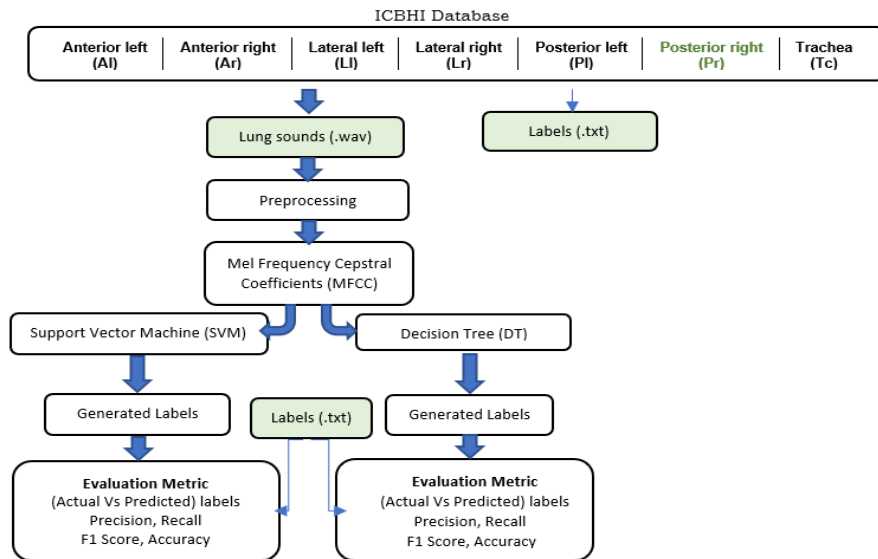 ICBHI Database
Anterior left (Al)
Anterior right (Ar)
Lateral left (Ll)
Lateral right (Lr)
Posterior left (Pl)
Posterior right (Pr)
Trachea (Tc)
Lung sounds (.wav)
Labels (.txt)
Preprocessing
Mel Frequency Cepstral
Coefficients (MFCC)
Support Vector Machine (SVM)
Decision Tree (DT)
Generated Labels
Labels (.txt)
Generated Labels
Evaluation Metric
(Actual Vs Predicted) labels
Precision, Recall
F1 Score, Accuracy
Evaluation Metric
(Actual Vs Predicted) labels
Precision, Recall
F1 Score, Accuracy